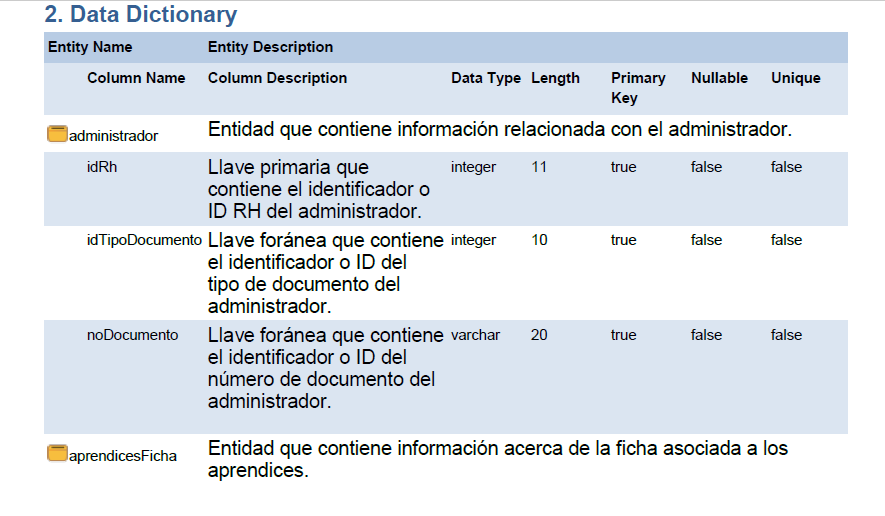 2. Data Dictionary
Entity Name Entity Description
Column Name Column Description Data Type Length Primary Key Nullable Unique
administrador Entidad que contiene información relacionada con el administrador.
idRh Llave primaria que integer 11 true false false
contiene el identificador o
ID RH del administrador.
idTipoDocumento Llave foránea que contiene integer 10 true false false
el identificador o ID del
tipo de documento del
administrador.
noDocumento Llave foránea que contiene varchar 20 true false false
el identificador o ID del
número de documento del
administrador.
aprendicesFicha Entidad que contiene información acerca de la ficha asociada a los
aprendices.